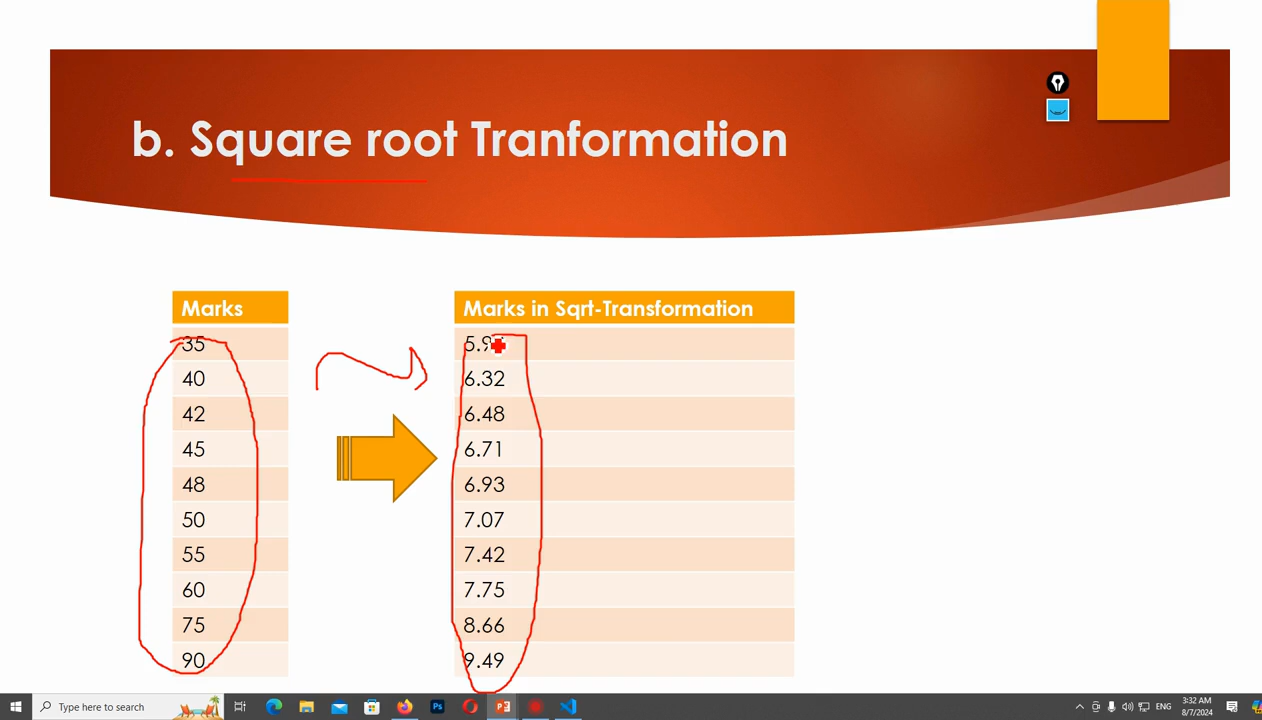 b. Square root Tranformation
Marks
35
40
42
45
48
50
55
60
75
90
Marks in Sqrt-Transformation
6.32
6.48
6.71
6.93
7.07
7.42
7.75
8.66
9.49
Type here to search
Ps
ENG
3:32 AM
8/7/2024